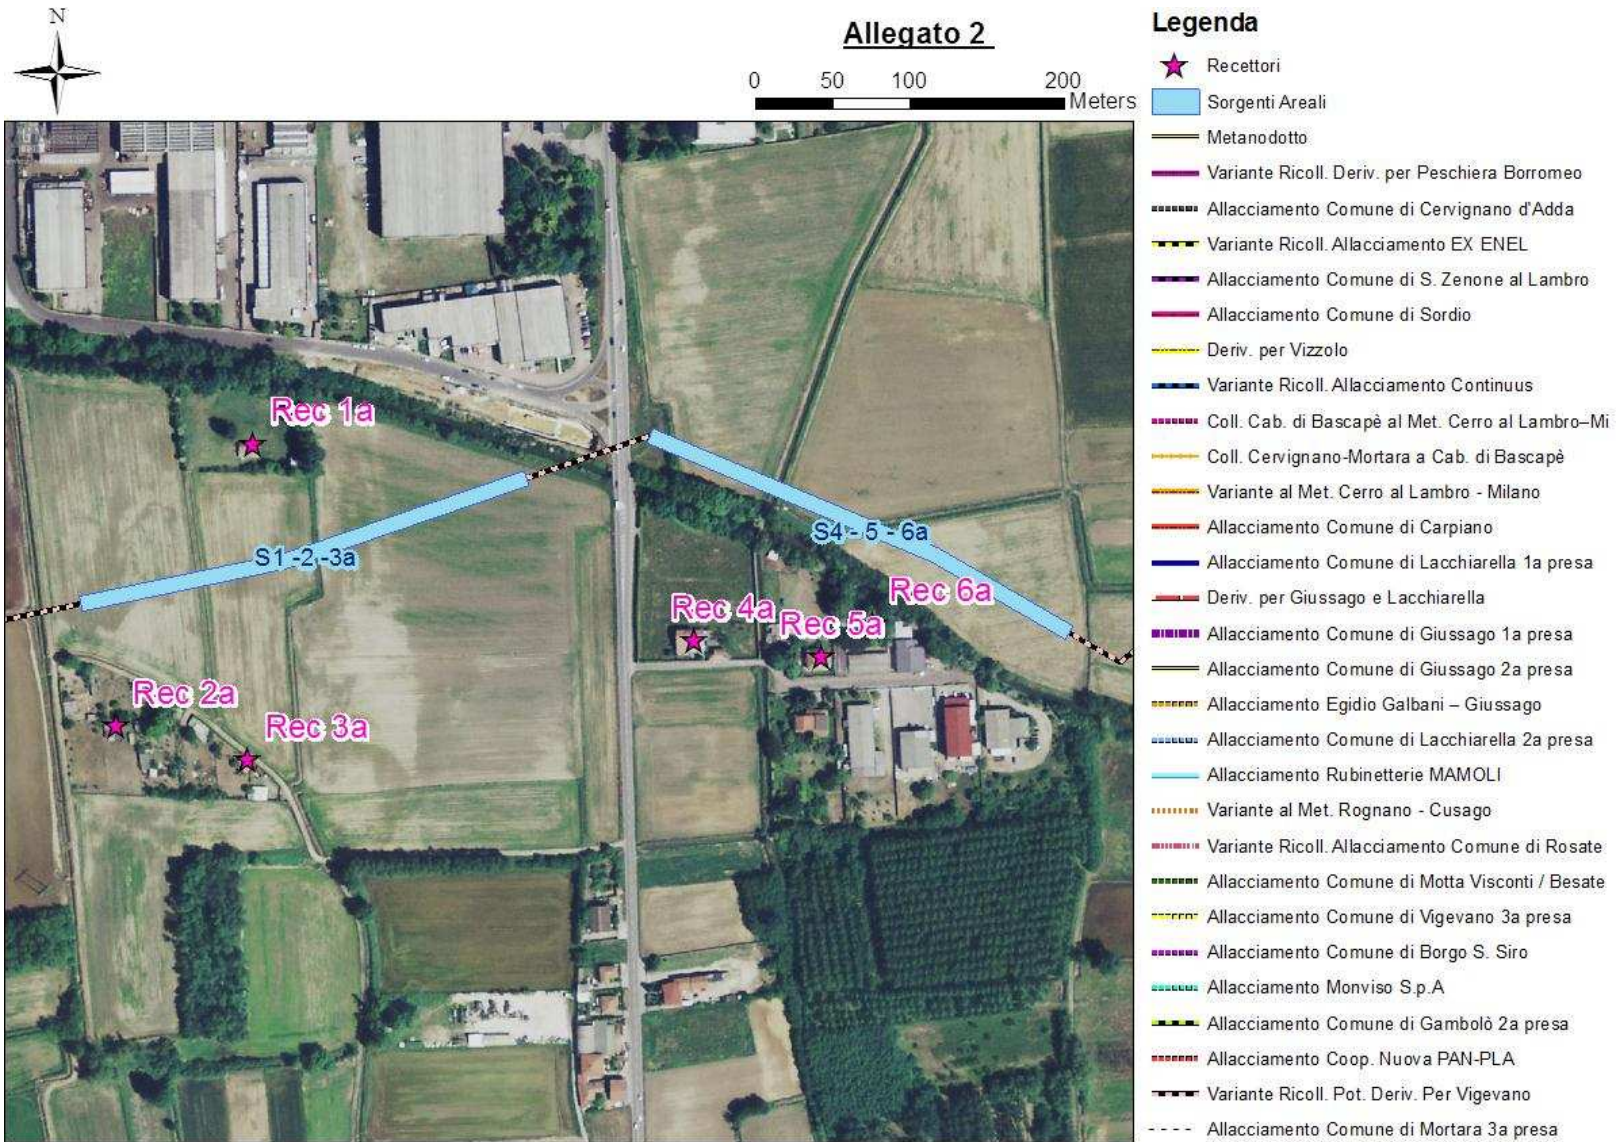 N
Allegato 2
0 50 100 200
Meters
Rec 1a
S1 -2 -3a
S4 - 5 - 6a
Rec 6a
Rec 4a
Rec 5a
Rec 2a
Rec 3a
Legenda
Recettori
Sorgenti Areali
Metanodotto
Variante Ricoll. Deriv. per Peschiera Borromeo
Allacciamento Comune di Cervignano d'Adda
Variante Ricoll. Allacciamento EX ENEL
Allacciamento Comune di S. Zenone al Lambro
Allacciamento Comune di Sordio
Deriv. per Vizzolo
Variante Ricoll. Allacciamento Continuus
Coll. Cab. di Bascapè al Met. Cerro al Lambro–Mi
Coll. Cervignano-Mortara a Cab. di Bascapè
Variante al Met. Cerro al Lambro - Milano
Allacciamento Comune di Carpiano
Allacciamento Comune di Lacchiarella 1a presa
Deriv. per Giussago e Lacchiarella
Allacciamento Comune di Giussago 1a presa
Allacciamento Comune di Giussago 2a presa
Allacciamento Egidio Galbani – Giussago
Allacciamento Comune di Lacchiarella 2a presa
Allacciamento Rubinetterie MAMOLI
Variante al Met. Rognano - Cusago
Variante Ricoll. Allacciamento Comune di Rosate
Allacciamento Comune di Motta Visconti / Besate
Allacciamento Comune di Vigevano 3a presa
Allacciamento Comune di Borgo S. Siro
Allacciamento Monviso S.p.A
Allacciamento Comune di Gambolò 2a presa
Allacciamento Coop. Nuova PAN-PLA
Variante Ricoll. Pot. Deriv. Per Vigevano
Allacciamento Comune di Mortara 3a presa